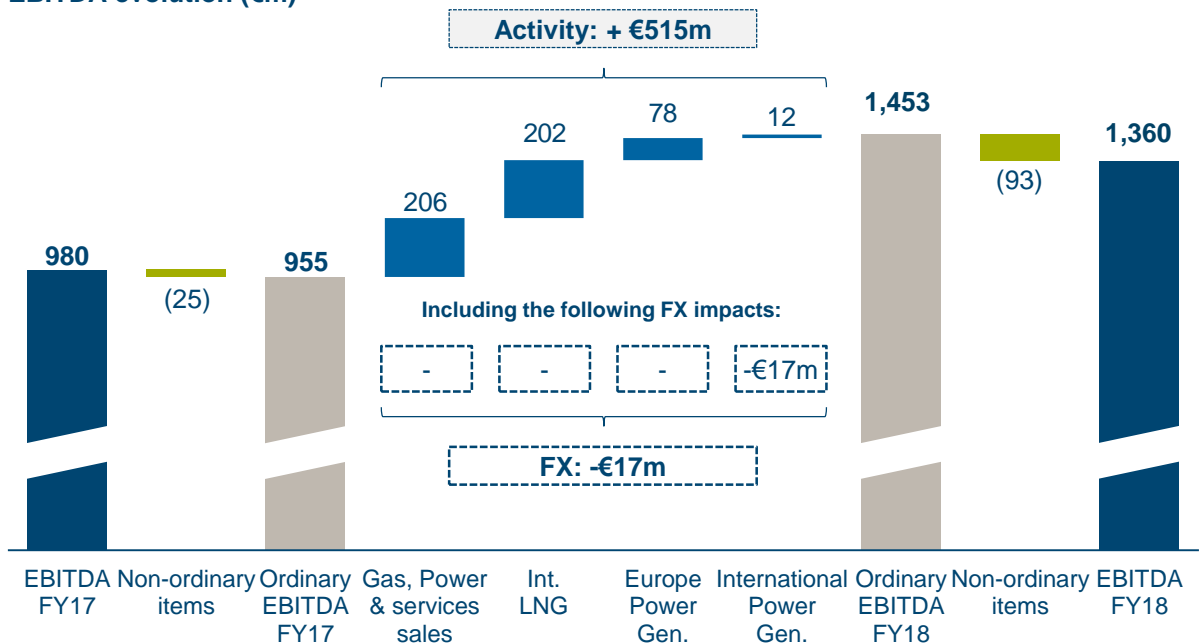 Activity: + €515m
1,453
78
12
1,360
202
(93)
206
980
955
(25)
Including the following FX impacts:
- - - -€17m
FX: -€17m
EBITDA FY17
Non-ordinary items
Ordinary EBITDA FY17
Gas, Power & services sales
Int. LNG
Europe Power Gen.
International Power Gen.
Ordinary EBITDA FY18
Non-ordinary items
EBITDA FY18